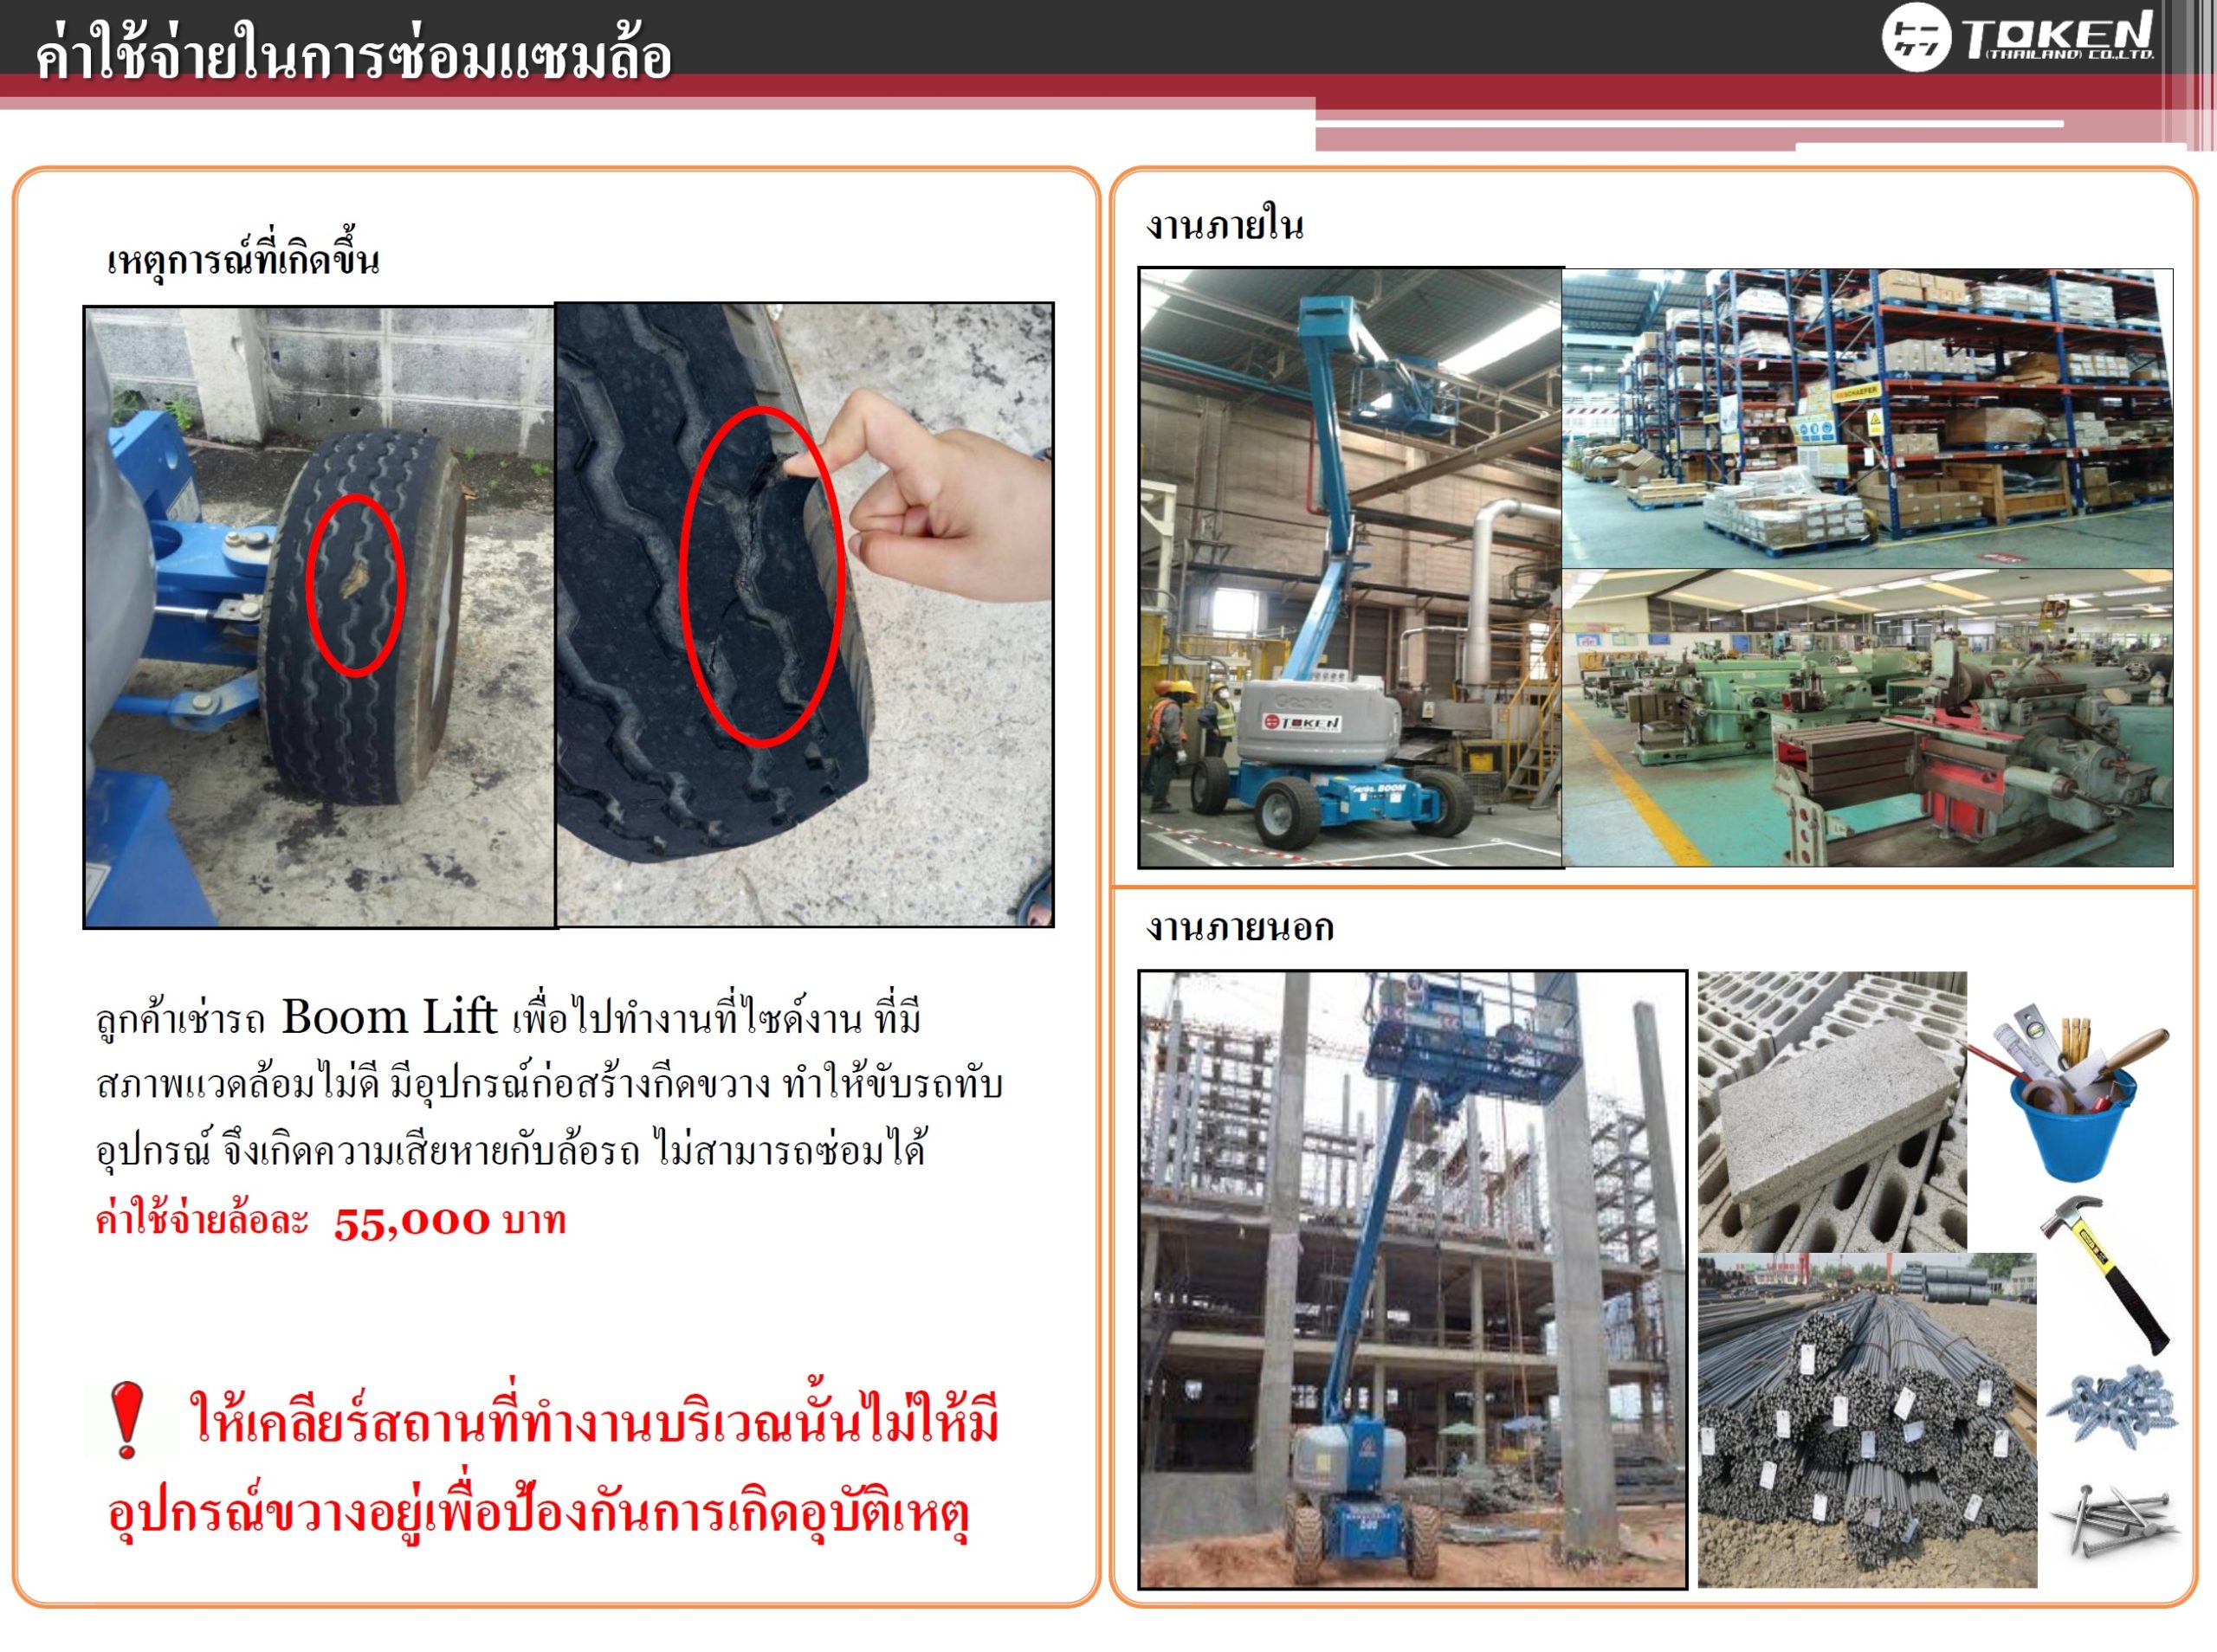 ค่าใช้จ่ายในการซ่อมแซมล้อ
TOKEN
(THAILAND) CO.,LTD.
เหตุการณ์ที่เกิดขึ้น
ลูกค้าเช่ารถ Boom Lift เพื่อไปทำงานที่ไซด์งาน ที่มี
สภาพแวดล้อมไม่ดี มีอุปกรณ์ก่อสร้างกีดขวาง ทำให้ขับรถทับ
อุปกรณ์ จึงเกิดความเสียหายกับล้อรถ ไม่สามารถซ่อมได้
ค่าใช้จ่ายล้อละ 55,000 บาท
ให้เคลียร์สถานที่ทำงานบริเวณนั้นไม่ให้มี
อุปกรณ์ขวางอยู่เพื่อป้องกันการเกิดอุบัติเหตุ
งานภายใน
Genie
TOKEN
Genie BOOM
SCHAEFER
งานภายนอก